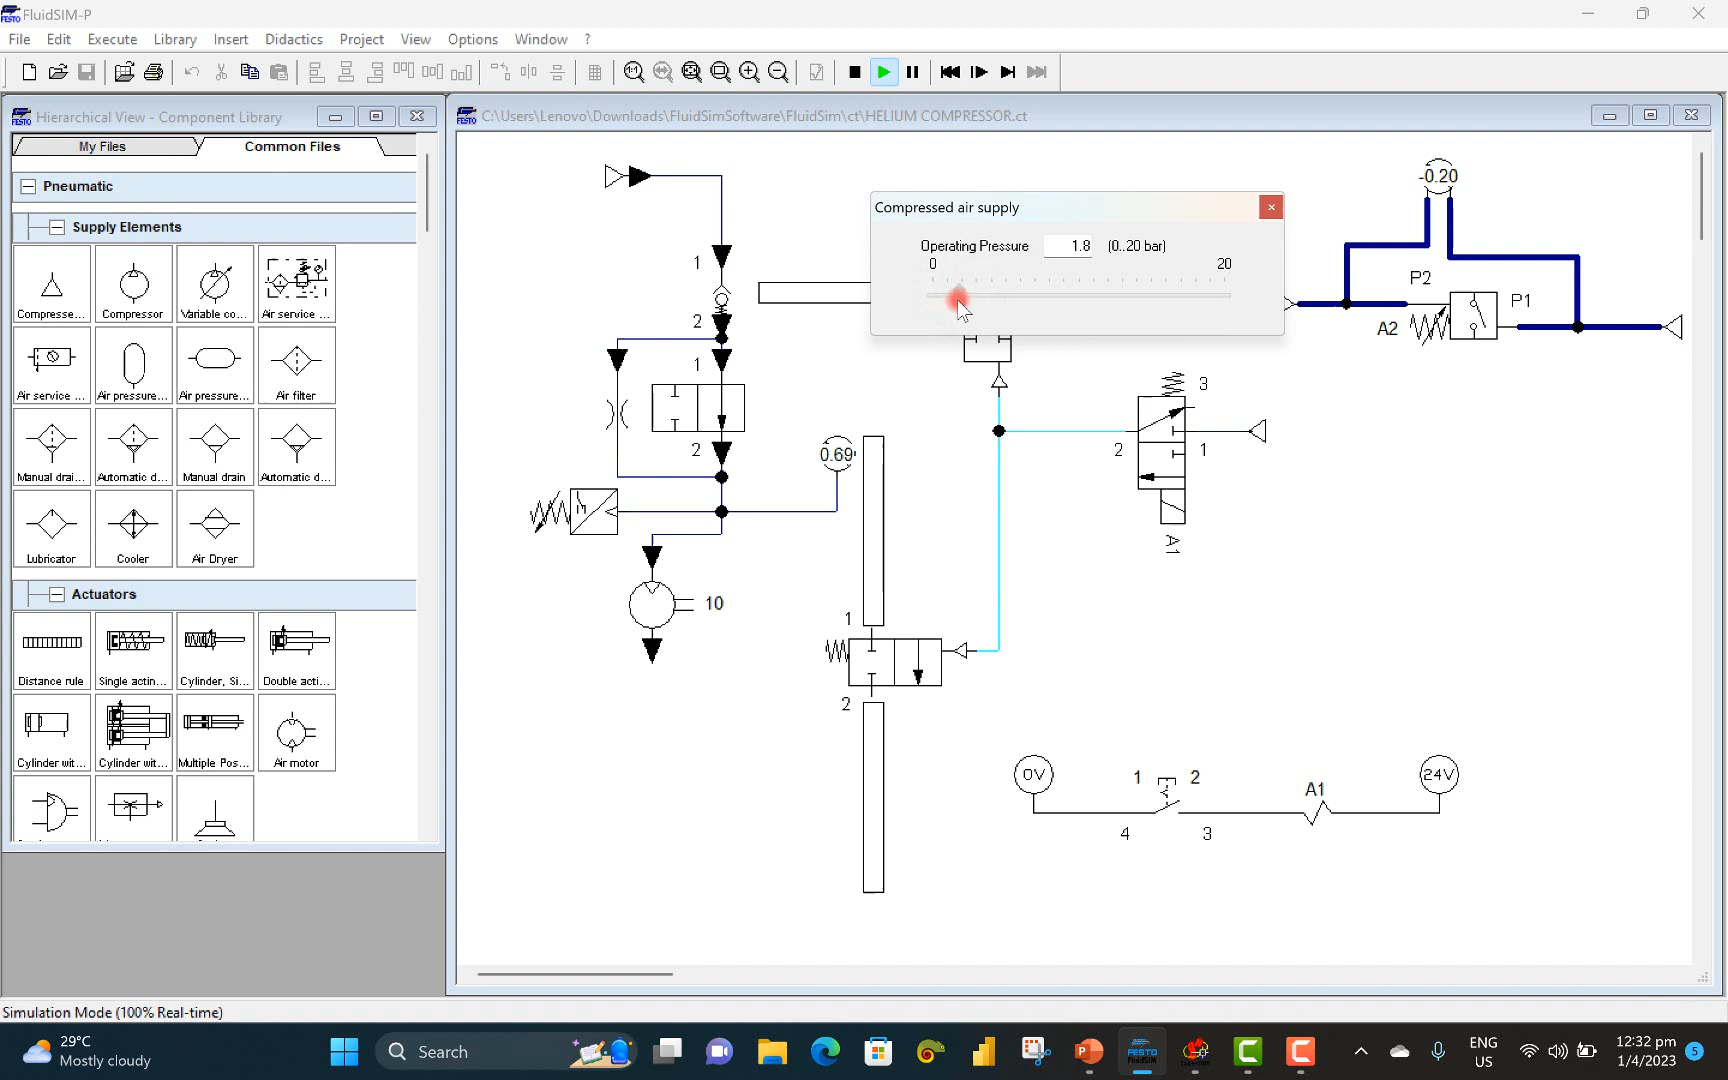 FluidSIM-P
File Edit Execute Library Insert Didactics Project View Options Window ?
Hierarchical View - Component Library
My Files Common Files
Pneumatic
Supply Elements
Compresse... Compressor Variable co... Air service ...
Air service ... Air pressure... Air pressure... Air filter
Manual drai... Automatic d... Manual drain Automatic d...
Lubricator Cooler Air Dryer
Actuators
Distance rule Single actin... Cylinder, Si... Double acti...
Cylinder wit... Cylinder wit... Multiple Pos... Air motor
C:\Users\Lenovo\Downloads\FluidSimSoftware\FluidSim\ct\HELIUM COMPRESSOR.ct
Compressed air supply
Operating Pressure 1.8 (0..20 bar)
0 20
-0.20
P2
P1
A2
1
2
1
2
0.69
10
1
2
3
2 1
A1
0V
1 2
4 3
A1
24V
Simulation Mode (100% Real-time)
29°C
Mostly cloudy
Search
FESTO
ENG
US
12:32 pm
1/4/2023
5